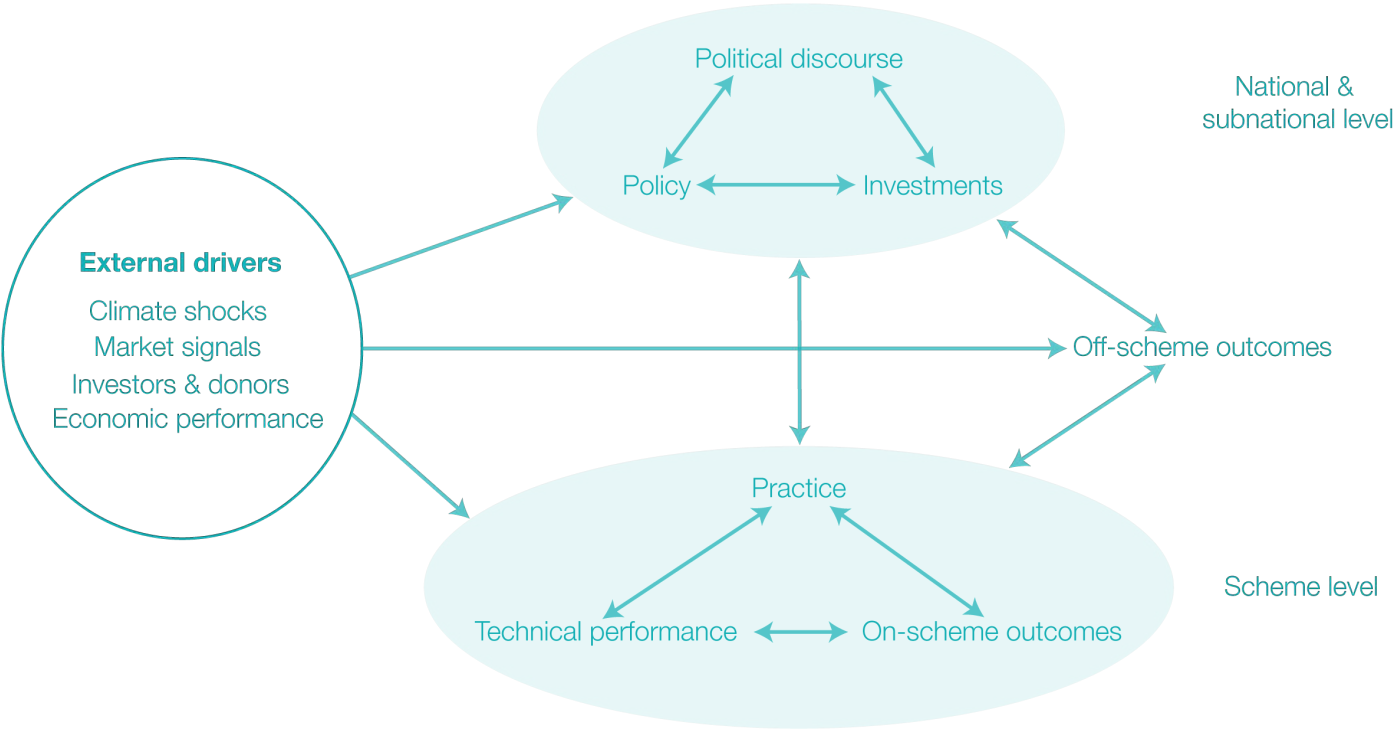 Political discourse
National &
subnational level
Policy
Investments
External drivers
Climate shocks
Market signals
Investors & donors
Economic performance
Off-scheme outcomes
Practice
Scheme level
Technical performance
On-scheme outcomes